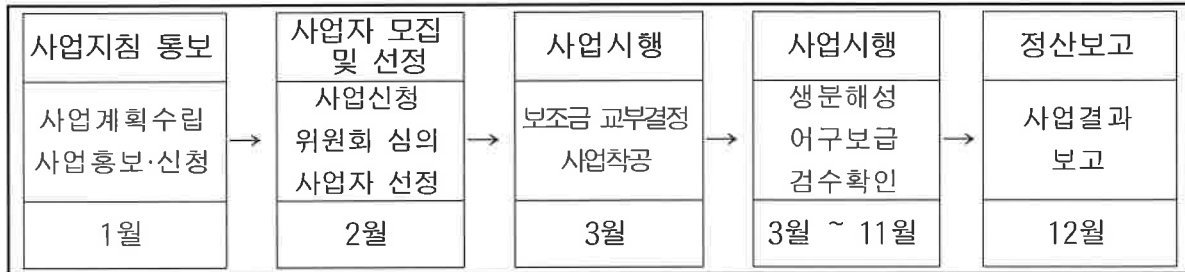 사업지침 통보
사업계획수립
사업홍보·신청
1월
→
사업자 모집
및 선정
사업신청
위원회 심의
사업자 선정
2월
→
사업시행
보조금 교부결정
사업착공
3월
→
사업시행
생분해성
어구보급
검수확인
3월 ~ 11월
→
정산보고
사업결과
보고
12월